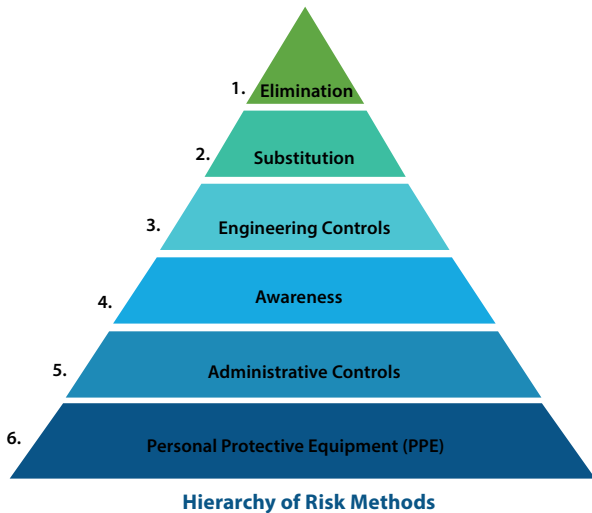 1. Elimination
2. Substitution
3. Engineering Controls
4. Awareness
5. Administrative Controls
6. Personal Protective Equipment (PPE)
Hierarchy of Risk Methods